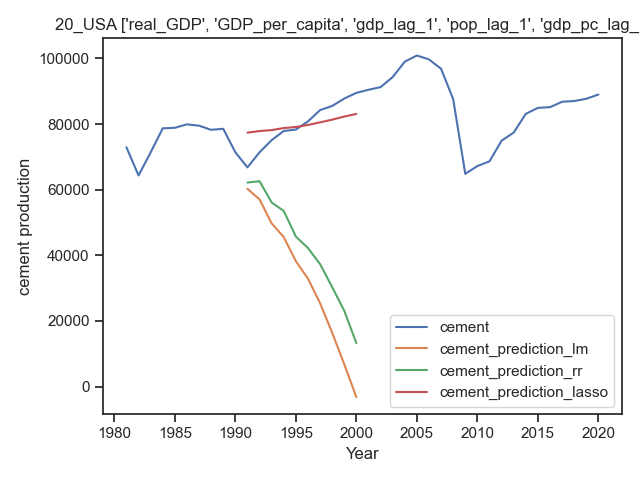 20_USA ['real_GDP', 'GDP_per_capita', 'gdp_lag_1', 'pop_lag_1', 'gdp_pc_lag_
100000
80000
60000
40000
20000
0
cement production
1980 1985 1990 1995 2000 2005 2010 2015 2020
Year
cement
cement_prediction_lm
cement_prediction_rr
cement_prediction_lasso